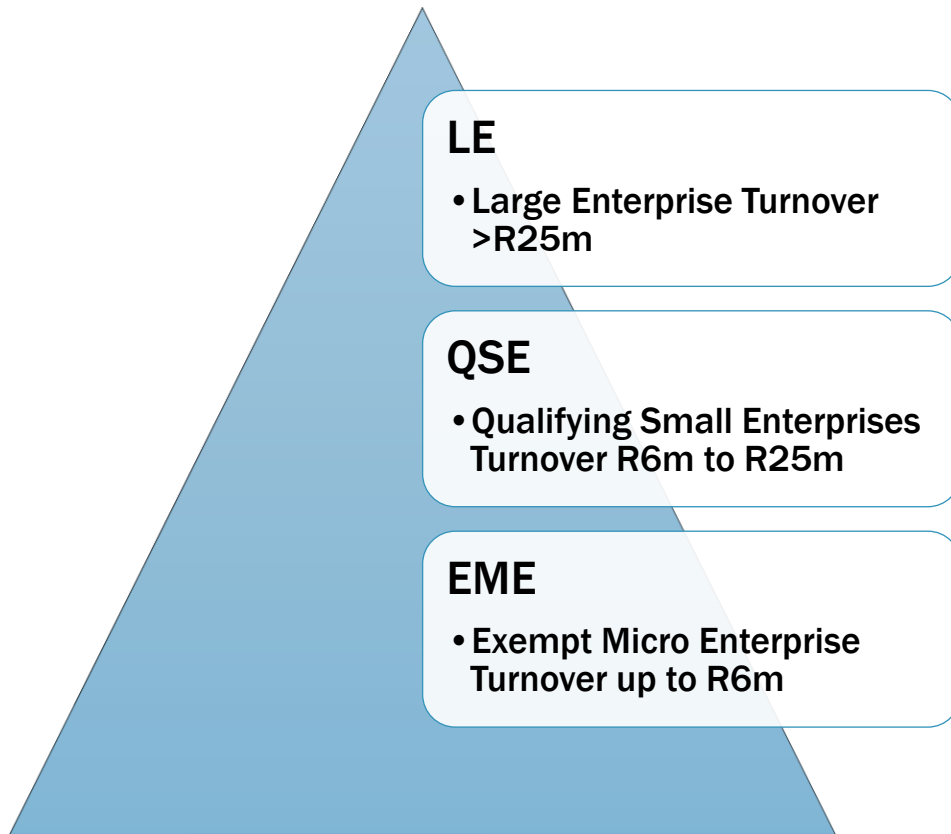 LE
•Large Enterprise Turnover
>R25m
QSE
•Qualifying Small Enterprises
Turnover R6m to R25m
EME
•Exempt Micro Enterprise
Turnover up to R6m